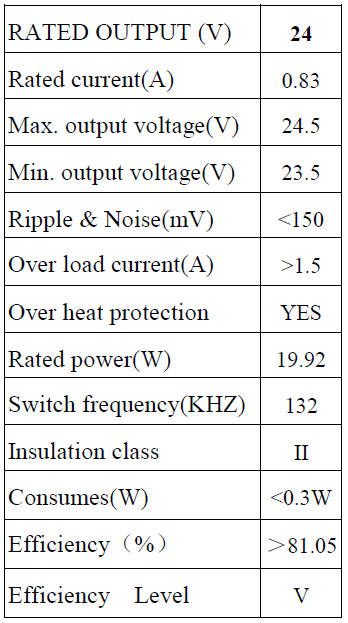 RATED OUTPUT (V) 24
Rated current(A) 0.83
Max. output voltage(V) 24.5
Min. output voltage(V) 23.5
Ripple & Noise(mV) <150
Over load current(A) >1.5
Over heat protection YES
Rated power(W) 19.92
Switch frequency(KHZ) 132
Insulation class II
Consumes(W) <0.3W
Efficiency（%） >81.05
Efficiency Level V